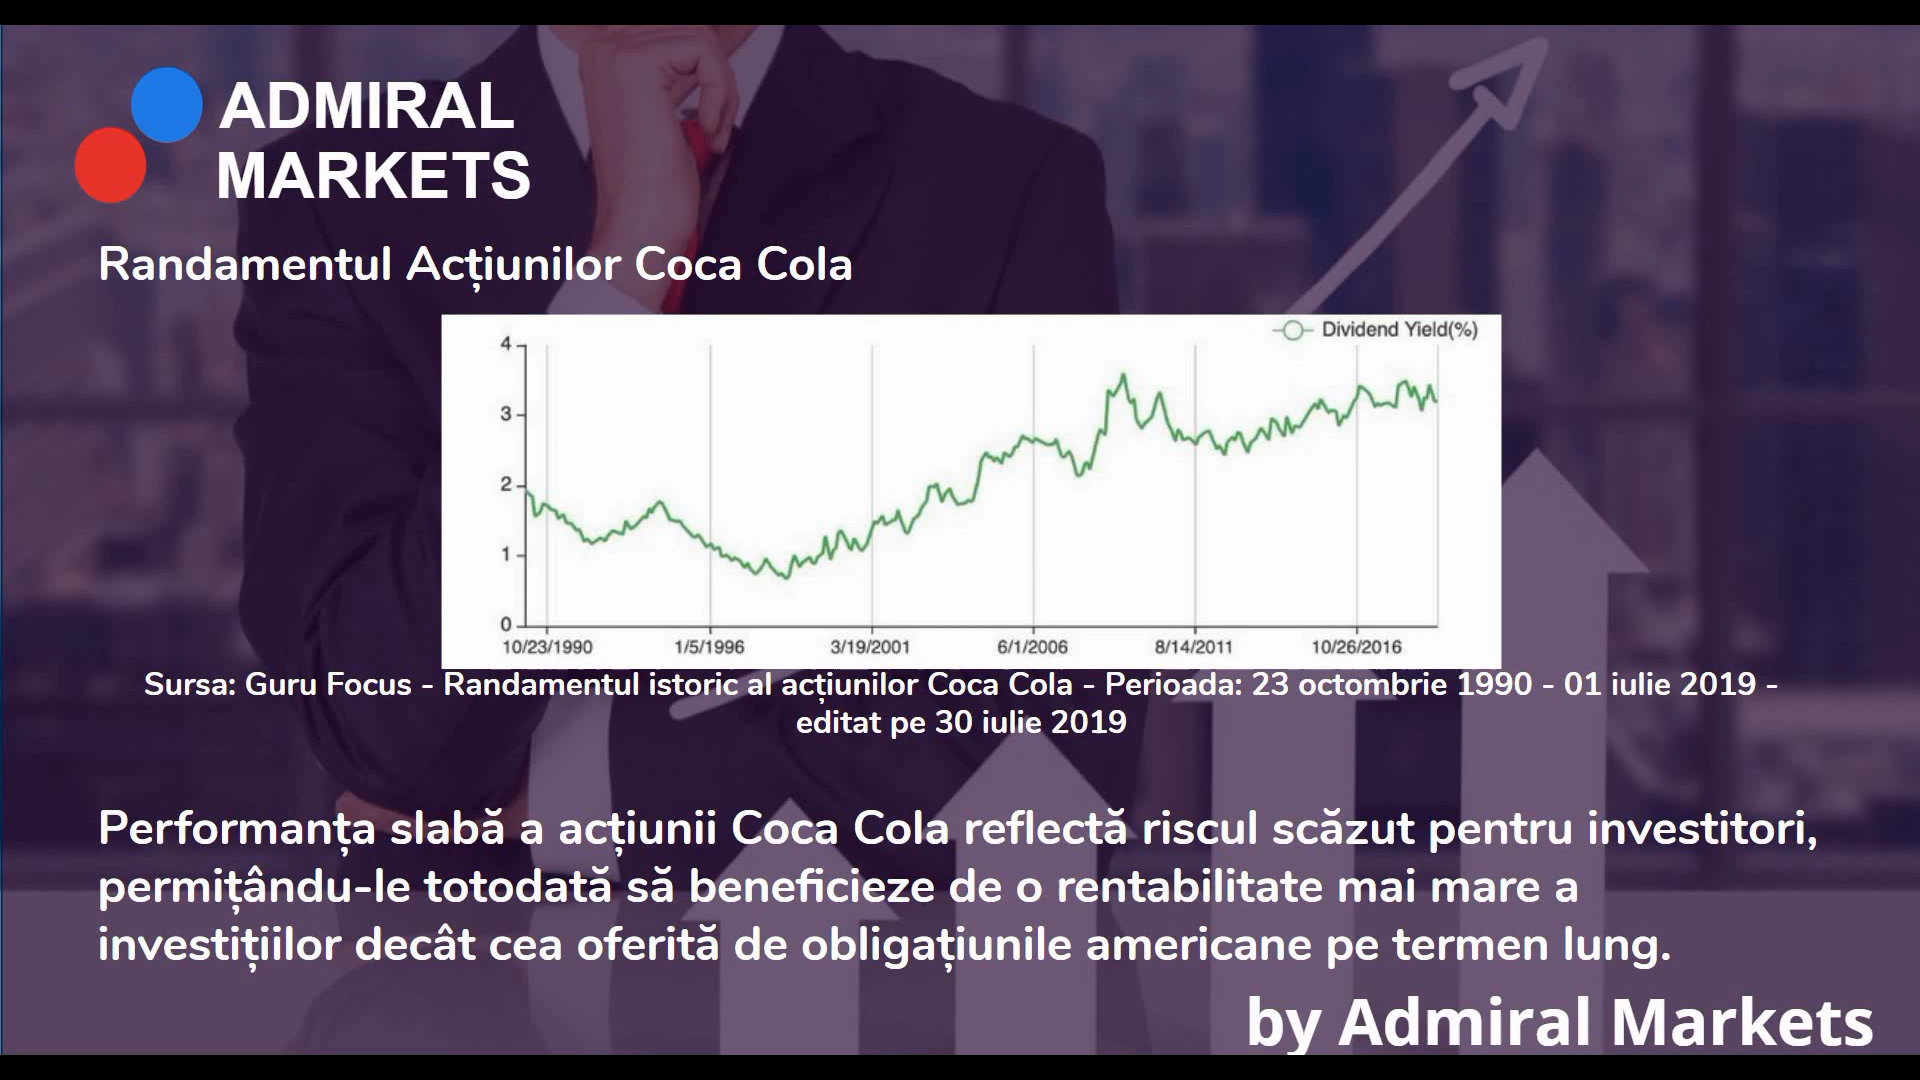 ADMIRAL
MARKETS
Randamentul Acțiunilor Coca Cola
Dividend Yield(%)
4
3
2
1
0
10/23/1990 1/5/1996 3/19/2001 6/1/2006 8/14/2011 10/26/2016
Sursa: Guru Focus - Randamentul istoric al acțiunilor Coca Cola - Perioada: 23 octombrie 1990 - 01 iulie 2019 -
editat pe 30 iulie 2019
Performanța slabă a acțiunii Coca Cola reflectă riscul scăzut pentru investitori,
permițându-le totodată să beneficieze de o rentabilitate mai mare a
investițiilor decât cea oferită de obligațiunile americane pe termen lung.
by Admiral Markets